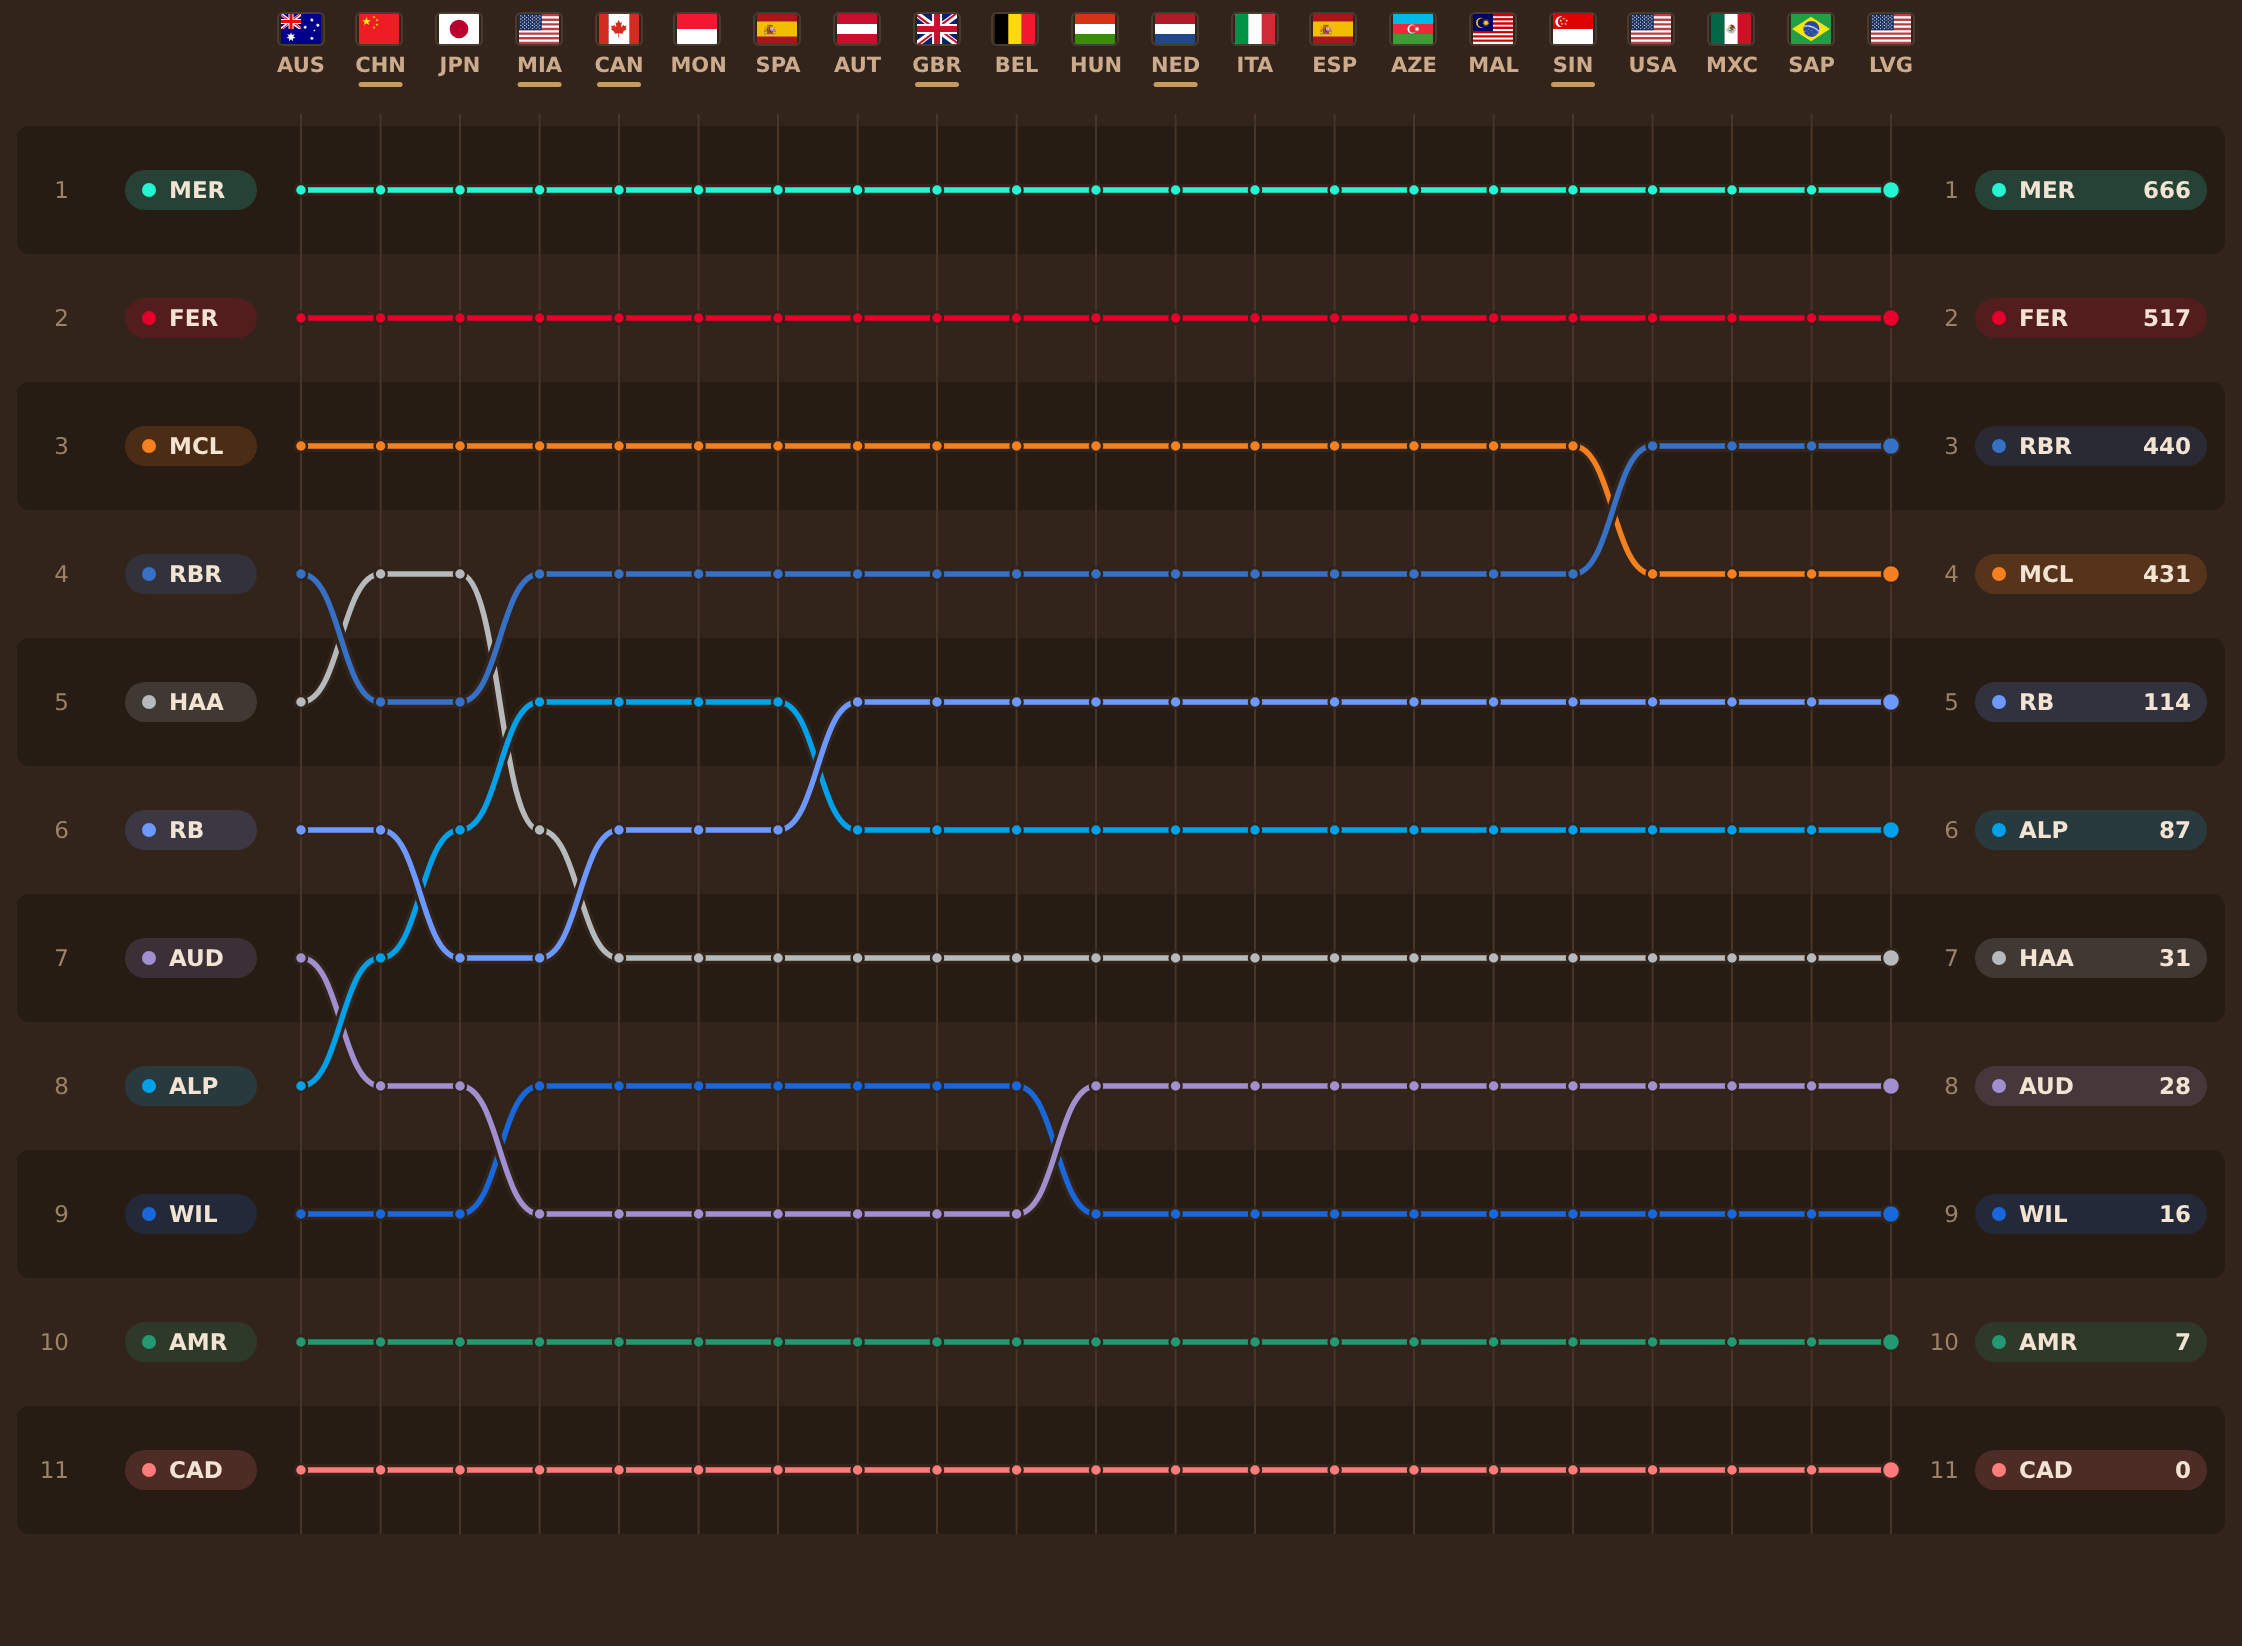 AUS CHN JPN MIA CAN MON SPA AUT GBR BEL HUN NED ITA ESP AZE MAL SIN USA MXC SAP LVG
1 MER 1 MER 666
2 FER 2 FER 517
3 MCL 3 RBR 440
4 RBR 4 MCL 431
5 HAA 5 RB 114
6 RB 6 ALP 87
7 AUD 7 HAA 31
8 ALP 8 AUD 28
9 WIL 9 WIL 16
10 AMR 10 AMR 7
11 CAD 11 CAD 0